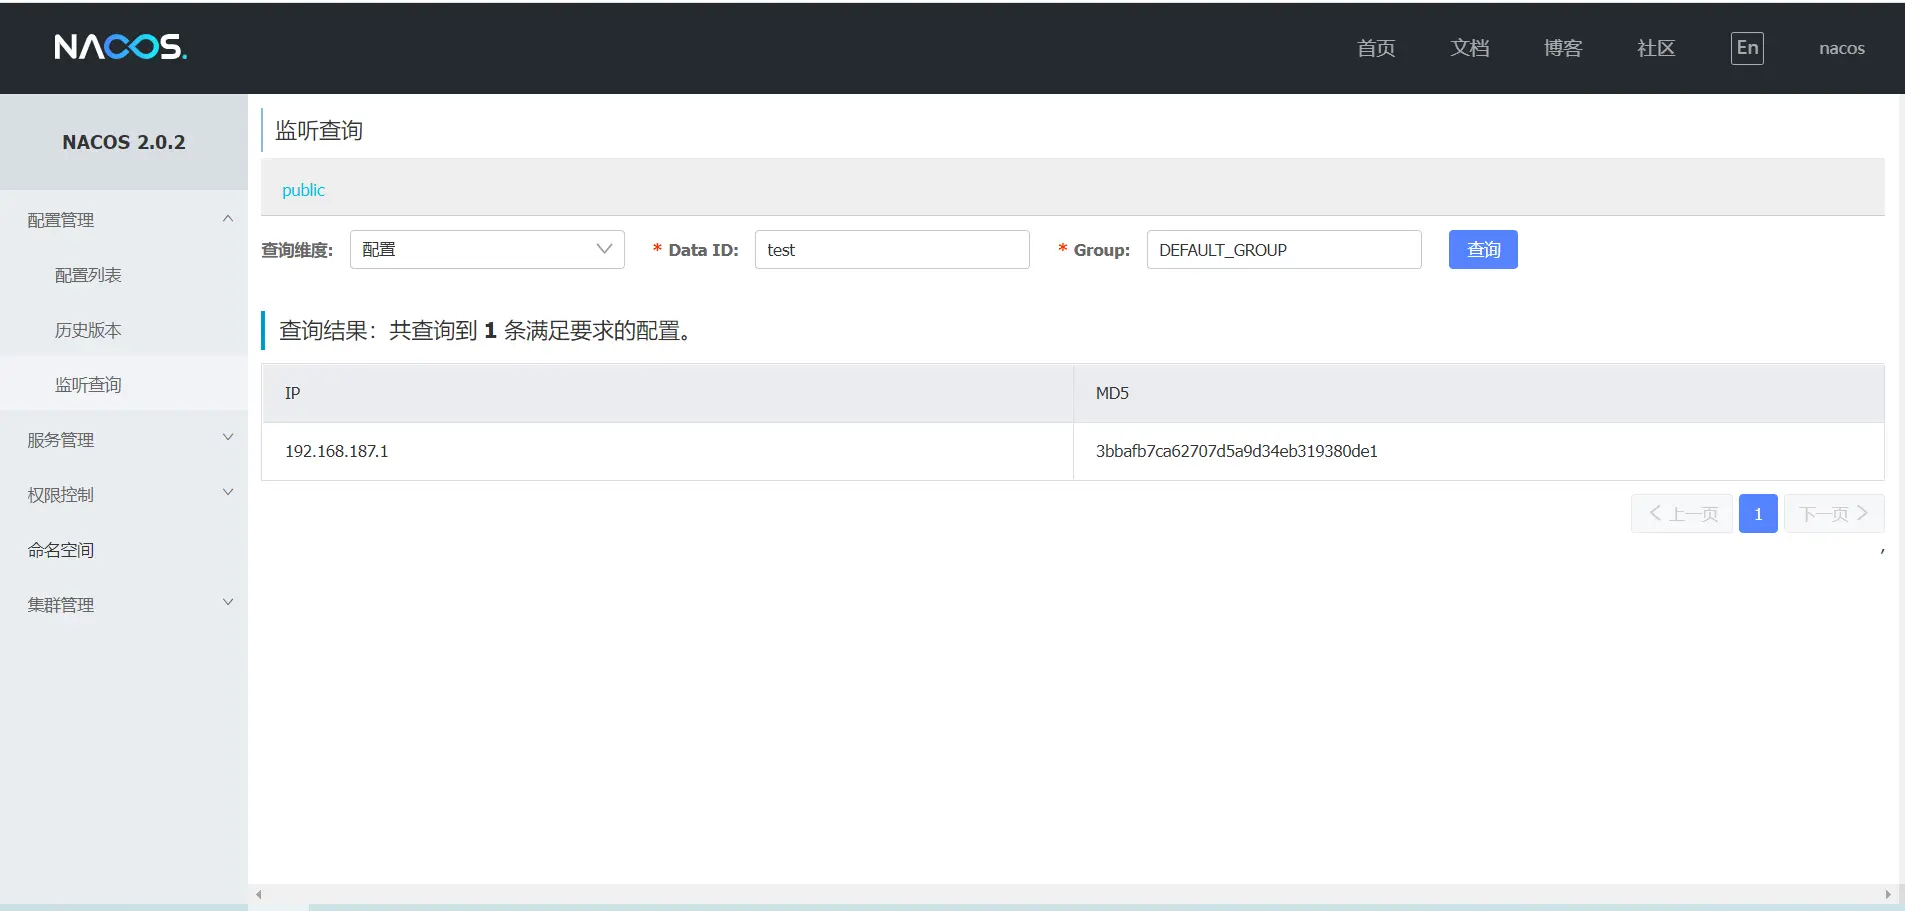 NACOS.
首页 文档 博客 社区 En nacos
NACOS 2.0.2
配置管理
配置列表
历史版本
监听查询
服务管理
权限控制
命名空间
集群管理
监听查询
public
查询维度: 配置 * Data ID: test * Group: DEFAULT_GROUP 查询
查询结果：共查询到 1 条满足要求的配置。
IP MD5
192.168.187.1 3bbafb7ca62707d5a9d34eb319380de1
上一页 1 下一页
,